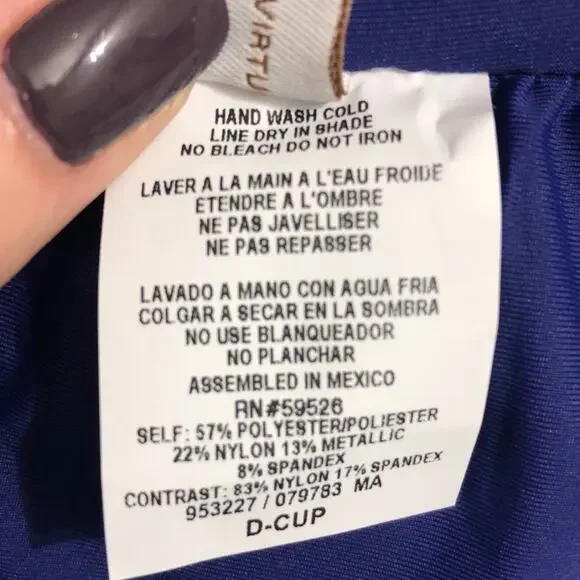 VIRTU
HAND WASH COLD
LINE DRY IN SHADE
NO BLEACH DO NOT IRON
LAVER A LA MAIN A L'EAU FROIDE
ETENDRE A L'OMBRE
NE PAS JAVELLISER
NE PAS REPASSER
LAVADO A MANO CON AGUA FRIA
COLGAR A SECAR EN LA SOMBRA
NO USE BLANQUEADOR
NO PLANCHAR
ASSEMBLED IN MEXICO
RN#59526
SELF: 57% POLYESTER/POLIESTER
22% NYLON 13% METALLIC
8% SPANDEX
CONTRAST: 83% NYLON 17% SPANDEX
953227 / 079783 MA
D-CUP